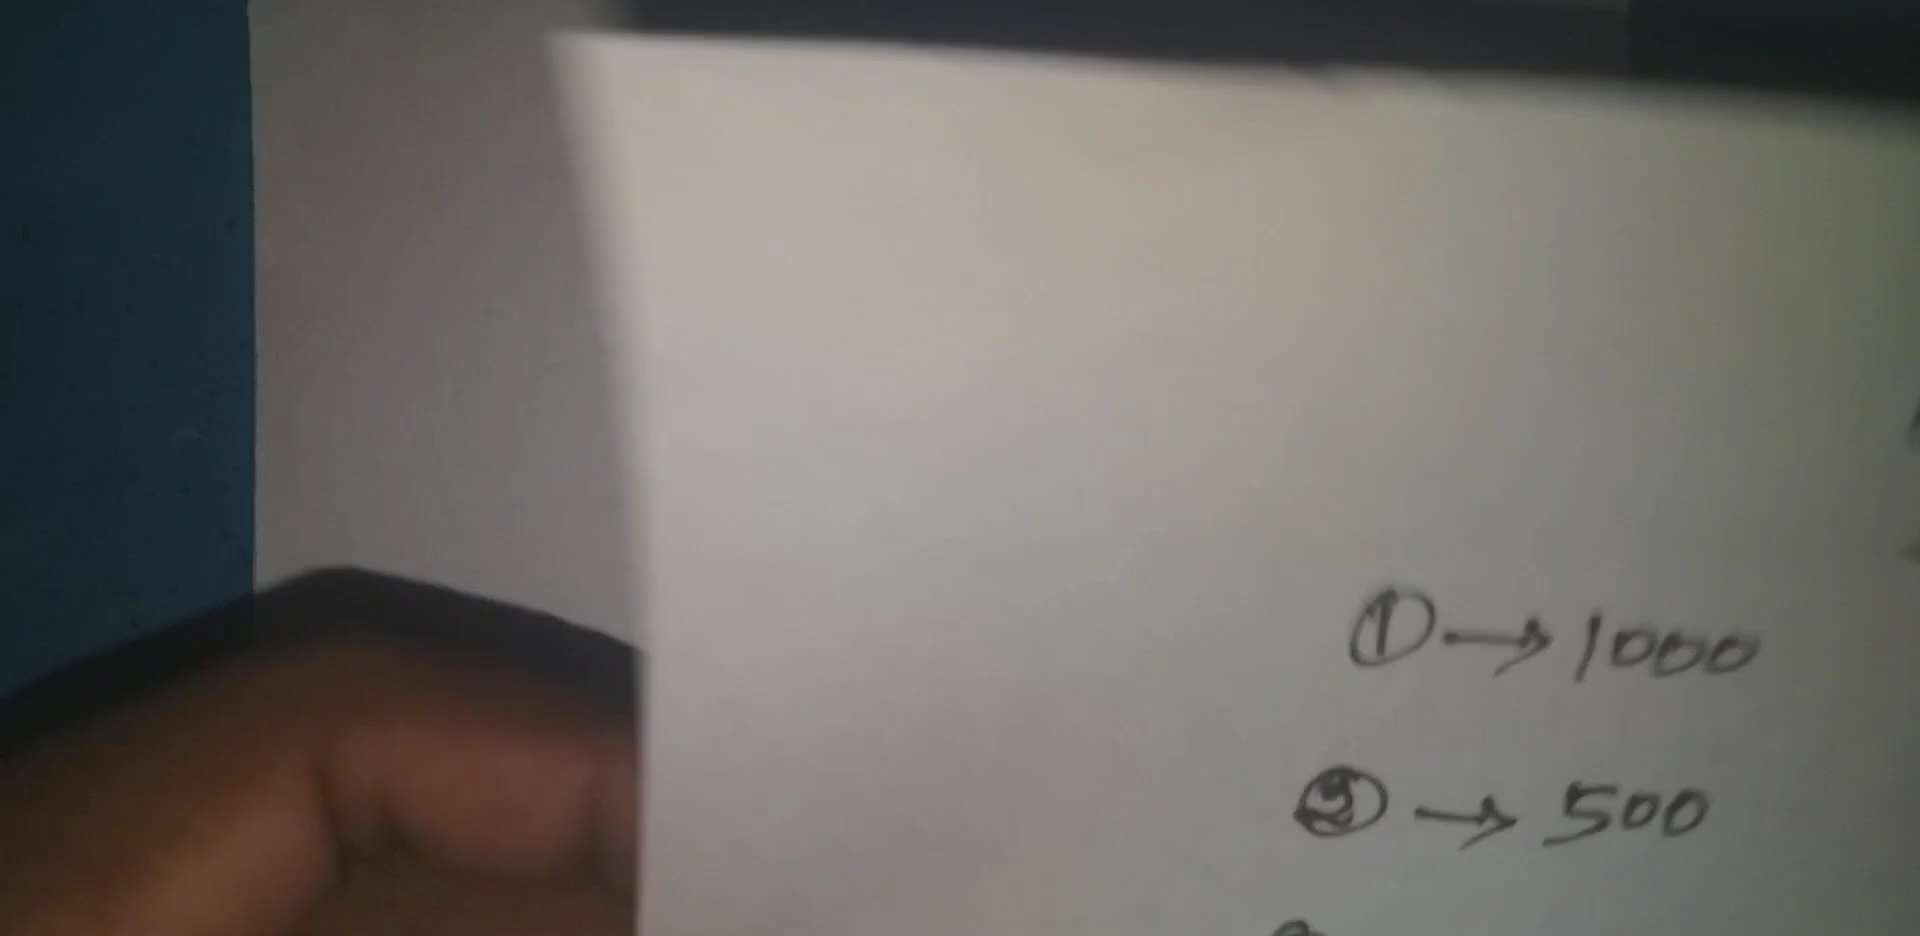 ① → 1000
② → 500